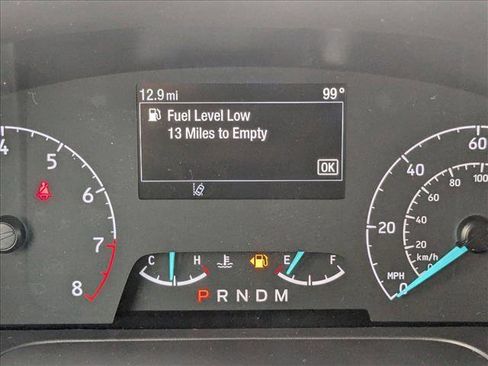 12.9 mi 99°
Fuel Level Low
13 Miles to Empty
OK
4 5 6 7 8
60
40
20
0
MPH
100
80
60
40
20
km/h
C H E F
P R N D M